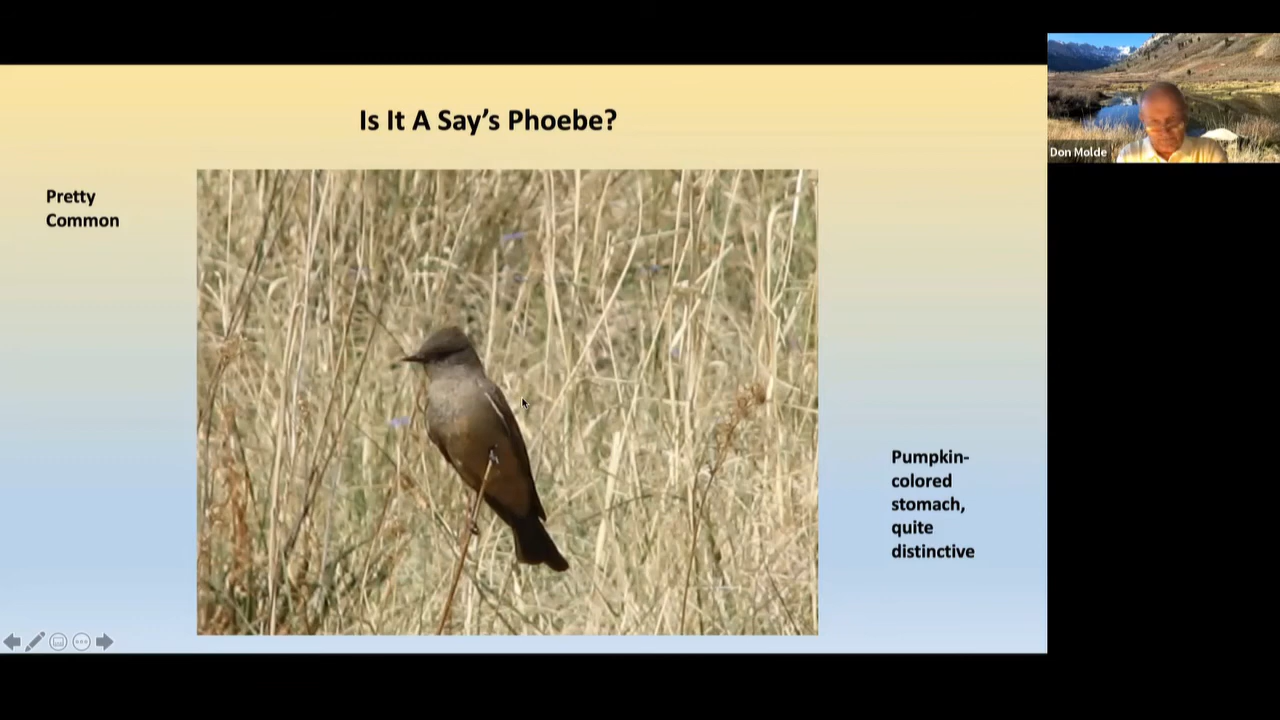 Is It A Say's Phoebe?
Don Molde
Pretty
Common
Pumpkin-
colored
stomach,
quite
distinctive